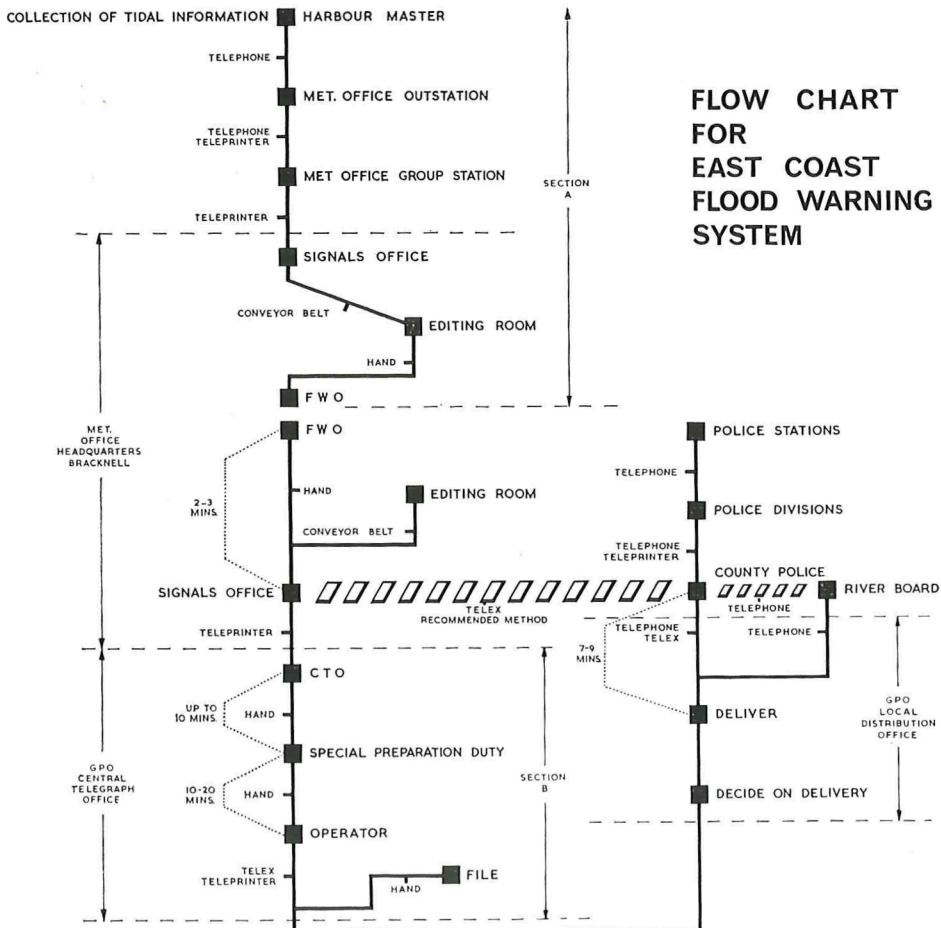 COLLECTION OF TIDAL INFORMATION
HARBOUR MASTER
TELEPHONE
MET. OFFICE OUTSTATION
TELEPHONE
TELEPRINTER
MET OFFICE GROUP STATION
TELEPRINTER
SECTION
A
FLOW CHART
FOR
EAST COAST
FLOOD WARNING
SYSTEM
SIGNALS OFFICE
CONVEYOR BELT
EDITING ROOM
HAND
FWO
MET.
OFFICE
HEADQUARTERS
BRACKNELL
FWO
2-3
MINS.
HAND
EDITING ROOM
CONVEYOR BELT
SIGNALS OFFICE
TELEX
RECOMMENDED METHOD
TELEPRINTER
POLICE STATIONS
TELEPHONE
POLICE DIVISIONS
TELEPHONE
TELEPRINTER
COUNTY POLICE
TELEPHONE
RIVER BOARD
7-9
MINS.
TELEPHONE
TELEX
TELEPHONE
DELIVER
GPO
LOCAL
DISTRIBUTION
OFFICE
DECIDE ON DELIVERY
CTO
UP TO
10 MINS.
HAND
SPECIAL PREPARATION DUTY
GPO
CENTRAL
TELEGRAPH
OFFICE
10-20
MINS.
HAND
SECTION
B
OPERATOR
TELEX
TELEPRINTER
FILE
HAND